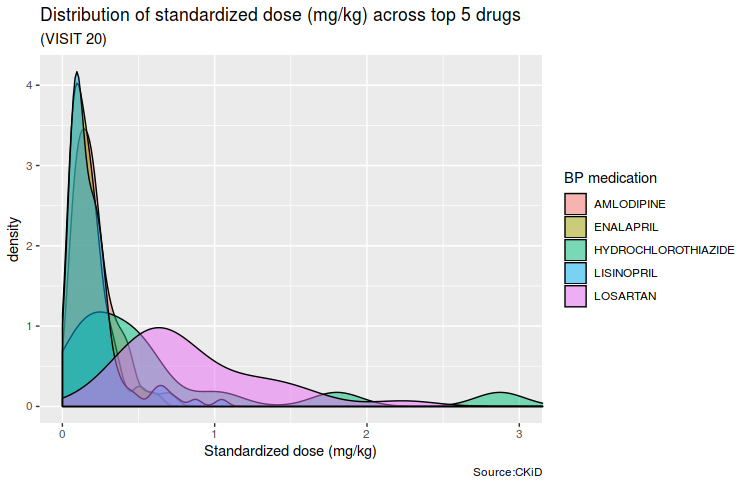 Distribution of standardized dose (mg/kg) across top 5 drugs
(VISIT 20)
4
3
2
1
0
density
0 1 2 3
Standardized dose (mg/kg)
BP medication
AMLODIPINE
ENALAPRIL
HYDROCHLOROTHIAZIDE
LISINOPRIL
LOSARTAN
Source:CKiD